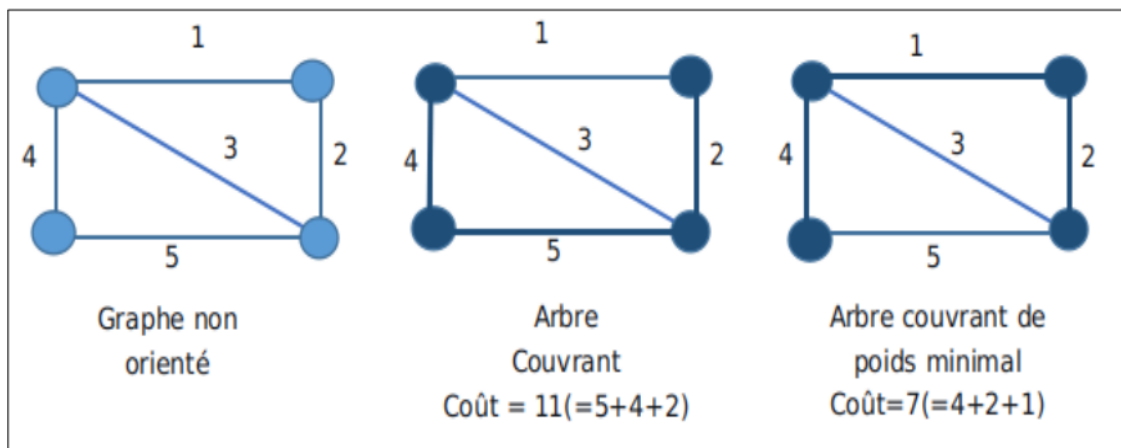 1
4
3
2
5
Graphe non
orienté
1
4
3
2
5
Arbre
Couvrant
Coût = 11(=5+4+2)
1
4
3
2
5
Arbre couvrant de
poids minimal
Coût=7(=4+2+1)